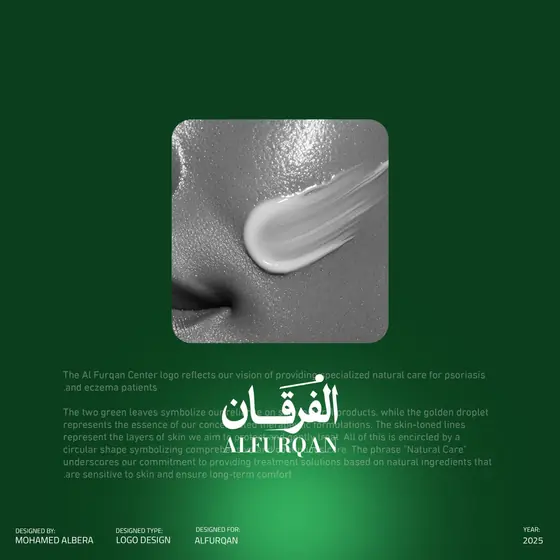 The Al Furqan Center logo reflects our vision of providing specialized natural care for psoriasis
.and eczema patients
The two green leaves symbolize our reliance on products, while the golden droplet
represents the essence of our formulations. The skin-toned lines
represent the layers of skin we aim to All of this is encircled by a
circular shape symbolizing The phrase "Natural Care"
underscores our commitment to providing treatment solutions based on natural ingredients that
.are sensitive to skin and ensure long-term comfort
الفرقان
ALFURQAN
DESIGNED BY:
MOHAMED ALBERA
DESIGNED TYPE:
LOGO DESIGN
DESIGNED FOR:
ALFURQAN
YEAR:
2025